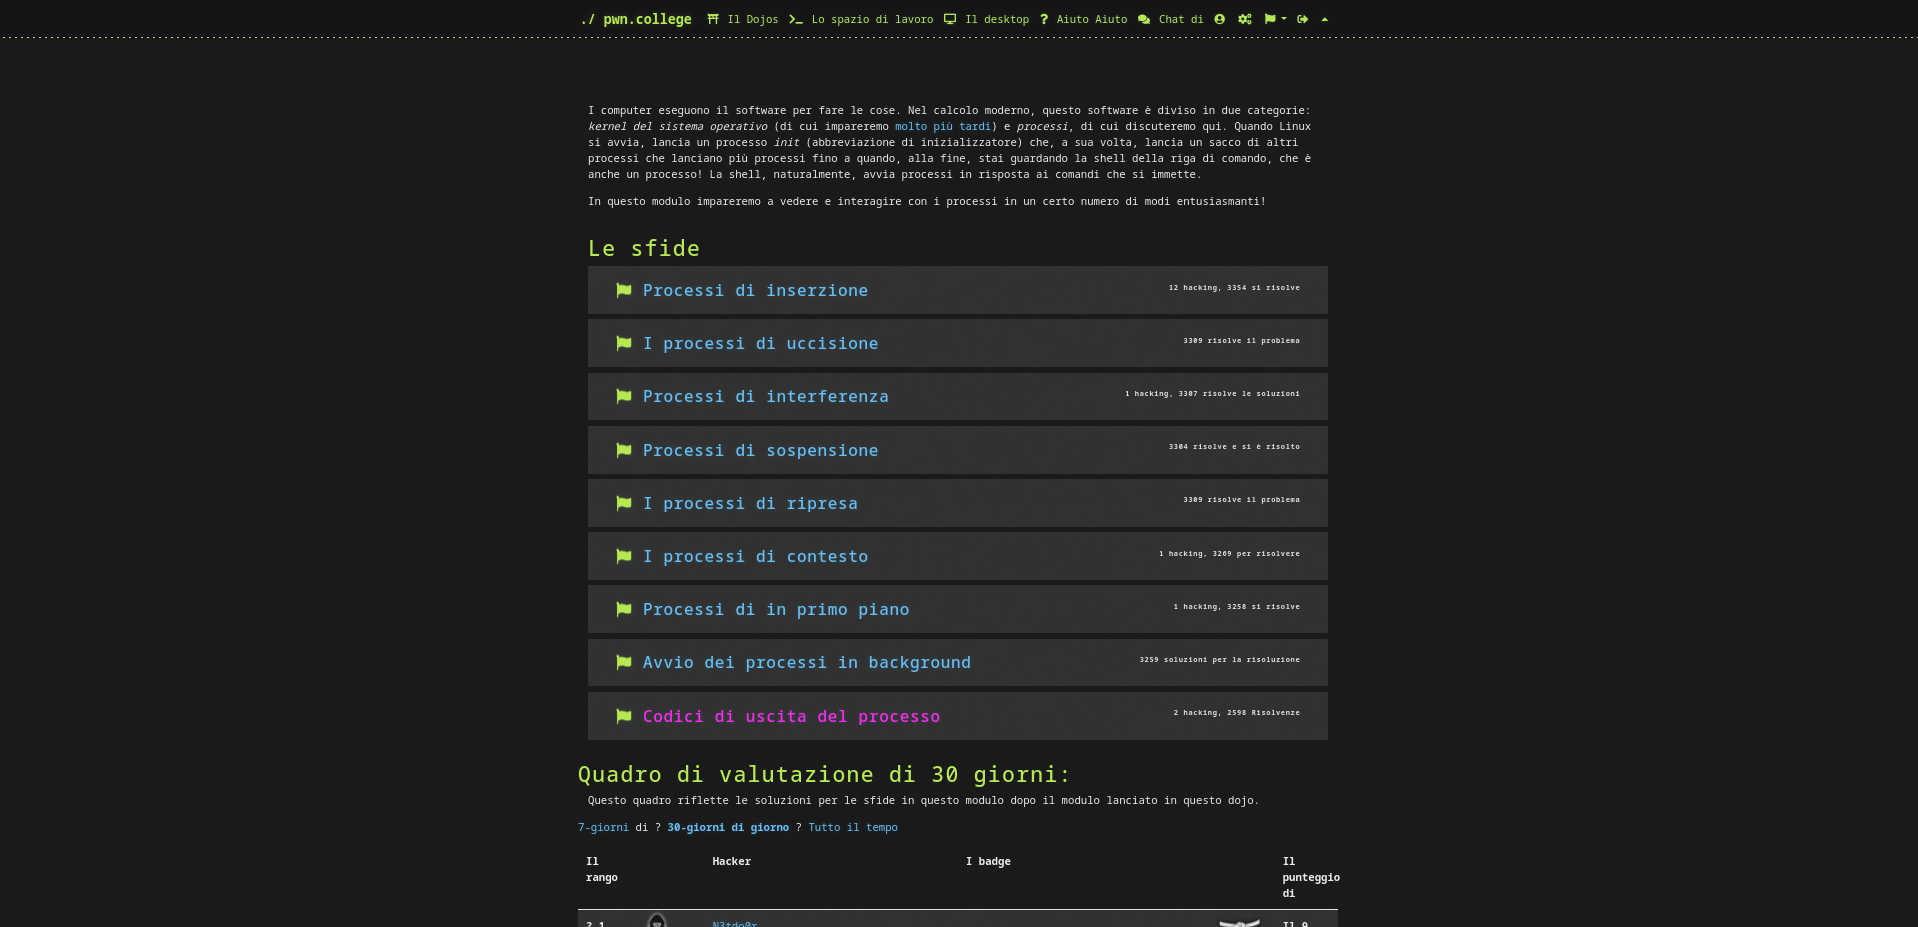 ./ pwn.college Il Dojos Lo spazio di lavoro Il desktop Aiuto Aiuto Chat di
I computer eseguono il software per fare le cose. Nel calcolo moderno, questo software è diviso in due categorie:
kernel del sistema operativo (di cui impareremo molto più tardi) e processi, di cui discuteremo qui. Quando Linux
si avvia, lancia un processo init (abbreviazione di inizializzatore) che, a sua volta, lancia un sacco di altri
processi che lanciano più processi fino a quando, alla fine, stai guardando la shell della riga di comando, che è
anche un processo! La shell, naturalmente, avvia processi in risposta ai comandi che si immette.
In questo modulo impareremo a vedere e interagire con i processi in un certo numero di modi entusiasmanti!
Le sfide
Processi di inserzione 12 hacking, 3354 si risolve
I processi di uccisione 3309 risolve il problema
Processi di interferenza 1 hacking, 3307 risolve le soluzioni
Processi di sospensione 3304 risolve e si è risolto
I processi di ripresa 3309 risolve il problema
I processi di contesto 1 hacking, 3269 per risolvere
Processi di in primo piano 1 hacking, 3258 si risolve
Avvio dei processi in background 3259 soluzioni per la risoluzione
Codici di uscita del processo 2 hacking, 2598 Risolvenze
Quadro di valutazione di 30 giorni:
Questo quadro riflette le soluzioni per le sfide in questo modulo dopo il modulo lanciato in questo dojo.
7-giorni di ? 30-giorni di giorno ? Tutto il tempo
Il rango Hacker I badge Il punteggio di
? 1 N3tdo0r Il 9